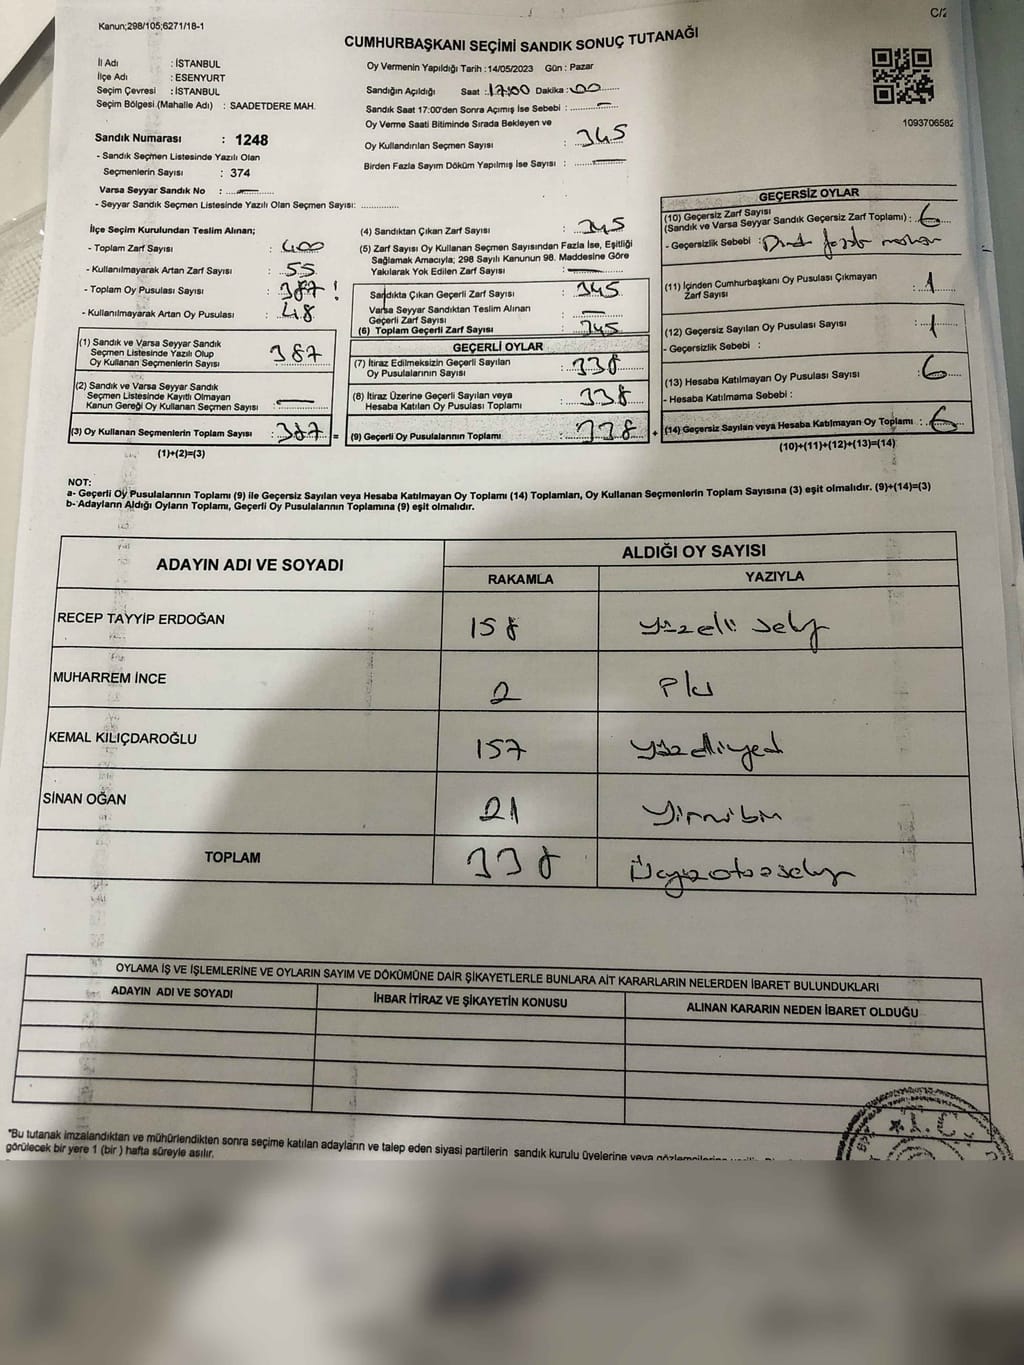 Kanun;298/105;6271/18-1
C/2
CUMHURBAŞKANI SEÇİMİ SANDIK SONUÇ TUTANAĞI
İl Adı : İSTANBUL
İlçe Adı : ESENYURT
Seçim Çevresi : İSTANBUL
Seçim Bölgesi (Mahalle Adı) : SAADETDERE MAH.
Oy Vermenin Yapıldığı Tarih : 14/05/2023 Gün : Pazar
Sandığın Açıldığı Saat : 17:00 Dakika : 00
Sandık Saat 17:00'den Sonra Açımış İse Sebebi : —
Oy Verme Saati Bitiminde Sırada Bekleyen ve
Oy Kullandırılan Seçmen Sayısı : 345
Birden Fazla Sayım Döküm Yapılmış İse Sayısı : —
1093706582
Sandık Numarası : 1248
- Sandık Seçmen Listesinde Yazılı Olan
Seçmenlerin Sayısı : 374
Varsa Seyyar Sandık No : —
- Seyyar Sandık Seçmen Listesinde Yazılı Olan Seçmen Sayısı: ..............
İlçe Seçim Kurulundan Teslim Alınan;
- Toplam Zarf Sayısı : 400
- Kullanılmayarak Artan Zarf Sayısı : 55
- Toplam Oy Pusulası Sayısı : 387 !
- Kullanılmayarak Artan Oy Pusulası : 48
(1) Sandık ve Varsa Seyyar Sandık
Seçmen Listesinde Yazılı Olup
Oy Kullanan Seçmenlerin Sayısı : 387
(2) Sandık ve Varsa Seyyar Sandık
Seçmen Listesinde Kayıtlı Olmayan
Kanun Gereği Oy Kullanan Seçmen Sayısı : —
(3) Oy Kullanan Seçmenlerin Toplam Sayısı : 387 =
(1)+(2)=(3)
(4) Sandıktan Çıkan Zarf Sayısı : 345
(5) Zarf Sayısı Oy Kullanan Seçmen Sayısından Fazla İse, Eşitliği
Sağlamak Amacıyla; 298 Sayılı Kanunun 98. Maddesine Göre
Yakılarak Yok Edilen Zarf Sayısı : —
Sandıkta Çıkan Geçerli Zarf Sayısı : 345
Varsa Seyyar Sandıktan Teslim Alınan
Geçerli Zarf Sayısı : —
(6) Toplam Geçerli Zarf Sayısı : 345
GEÇERLİ OYLAR
(7) İtiraz Edilmeksizin Geçerli Sayılan
Oy Pusulalarının Sayısı : 338
(8) İtiraz Üzerine Geçerli Sayılan veya
Hesaba Katılan Oy Pusulası Toplamı : 338
(9) Geçerli Oy Pusulalarının Toplamı : 338 +
GEÇERSİZ OYLAR
(10) Geçersiz Zarf Sayısı
(Sandık ve Varsa Seyyar Sandık Geçersiz Zarf Toplamı) : 6
- Geçersizlik Sebebi :
(11) İçinden Cumhurbaşkanı Oy Pusulası Çıkmayan
Zarf Sayısı : 1
(12) Geçersiz Sayılan Oy Pusulası Sayısı : 1
- Geçersizlik Sebebi :
(13) Hesaba Katılmayan Oy Pusulası Sayısı : 6
- Hesaba Katılmama Sebebi :
(14) Geçersiz Sayılan veya Hesaba Katılmayan Oy Toplamı : 6
(10)+(11)+(12)+(13)=(14)
NOT:
a- Geçerli Oy Pusulalarının Toplamı (9) ile Geçersiz Sayılan veya Hesaba Katılmayan Oy Toplamı (14) Toplamları, Oy Kullanan Seçmenlerin Toplam Sayısına (3) eşit olmalıdır. (9)+(14)=(3)
b- Adayların Aldığı Oyların Toplamı, Geçerli Oy Pusulalarının Toplamına (9) eşit olmalıdır.
ADAYIN ADI VE SOYADI
ALDIĞI OY SAYISI
RAKAMLA YAZIYLA
RECEP TAYYİP ERDOĞAN 158 Yüzelli sekiz
MUHARREM İNCE 2 iki
KEMAL KILIÇDAROĞLU 157 Yüzelliyedi
SİNAN OĞAN 21 Yirmibir
TOPLAM 338 Üçyüzotuzsekiz
OYLAMA İŞ VE İŞLEMLERİNE VE OYLARIN SAYIM VE DÖKÜMÜNE DAİR ŞİKAYETLERLE BUNLARA AİT KARARLARIN NELERDEN İBARET BULUNDUKLARI
ADAYIN ADI VE SOYADI İHBAR İTİRAZ VE ŞİKAYETİN KONUSU ALINAN KARARIN NEDEN İBARET OLDUĞU
"Bu tutanak imzalandıktan ve mühürlendikten sonra seçime katılan adayların ve talep eden siyasi partilerin sandık kurulu üyelerine veya
görülecek bir yere 1 (bir ) hafta süreyle asılır.
T.C.